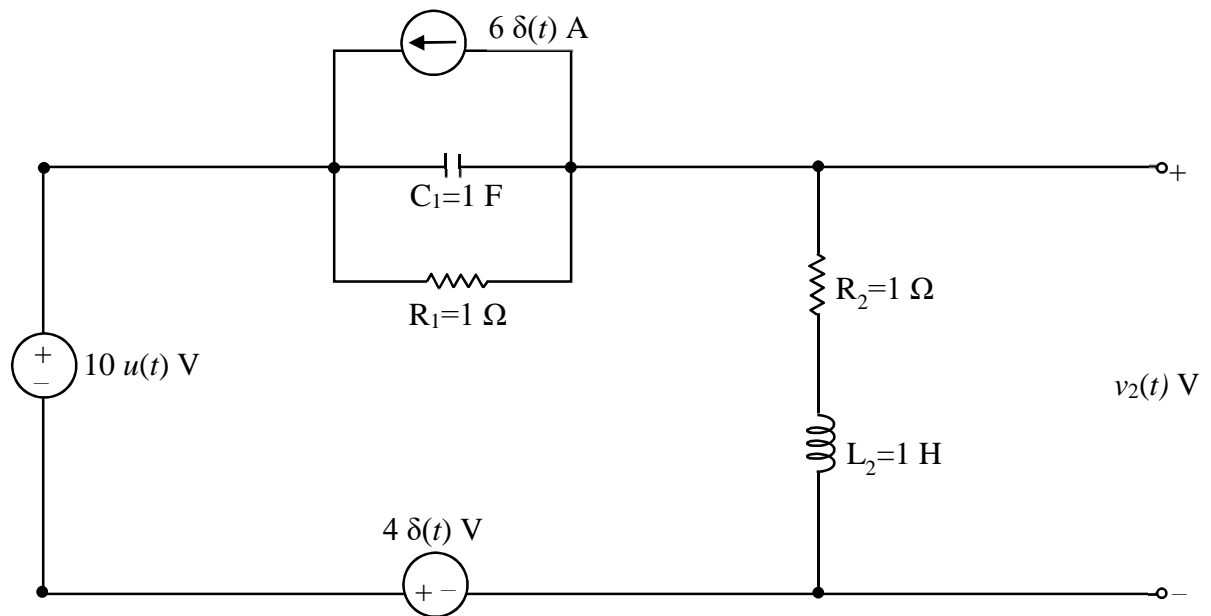 6 δ(t) A
+
C₁=1 F
R₁=1 Ω
R₂=1 Ω
+
−
10 u(t) V
v₂(t) V
L₂=1 H
4 δ(t) V
+ −
−